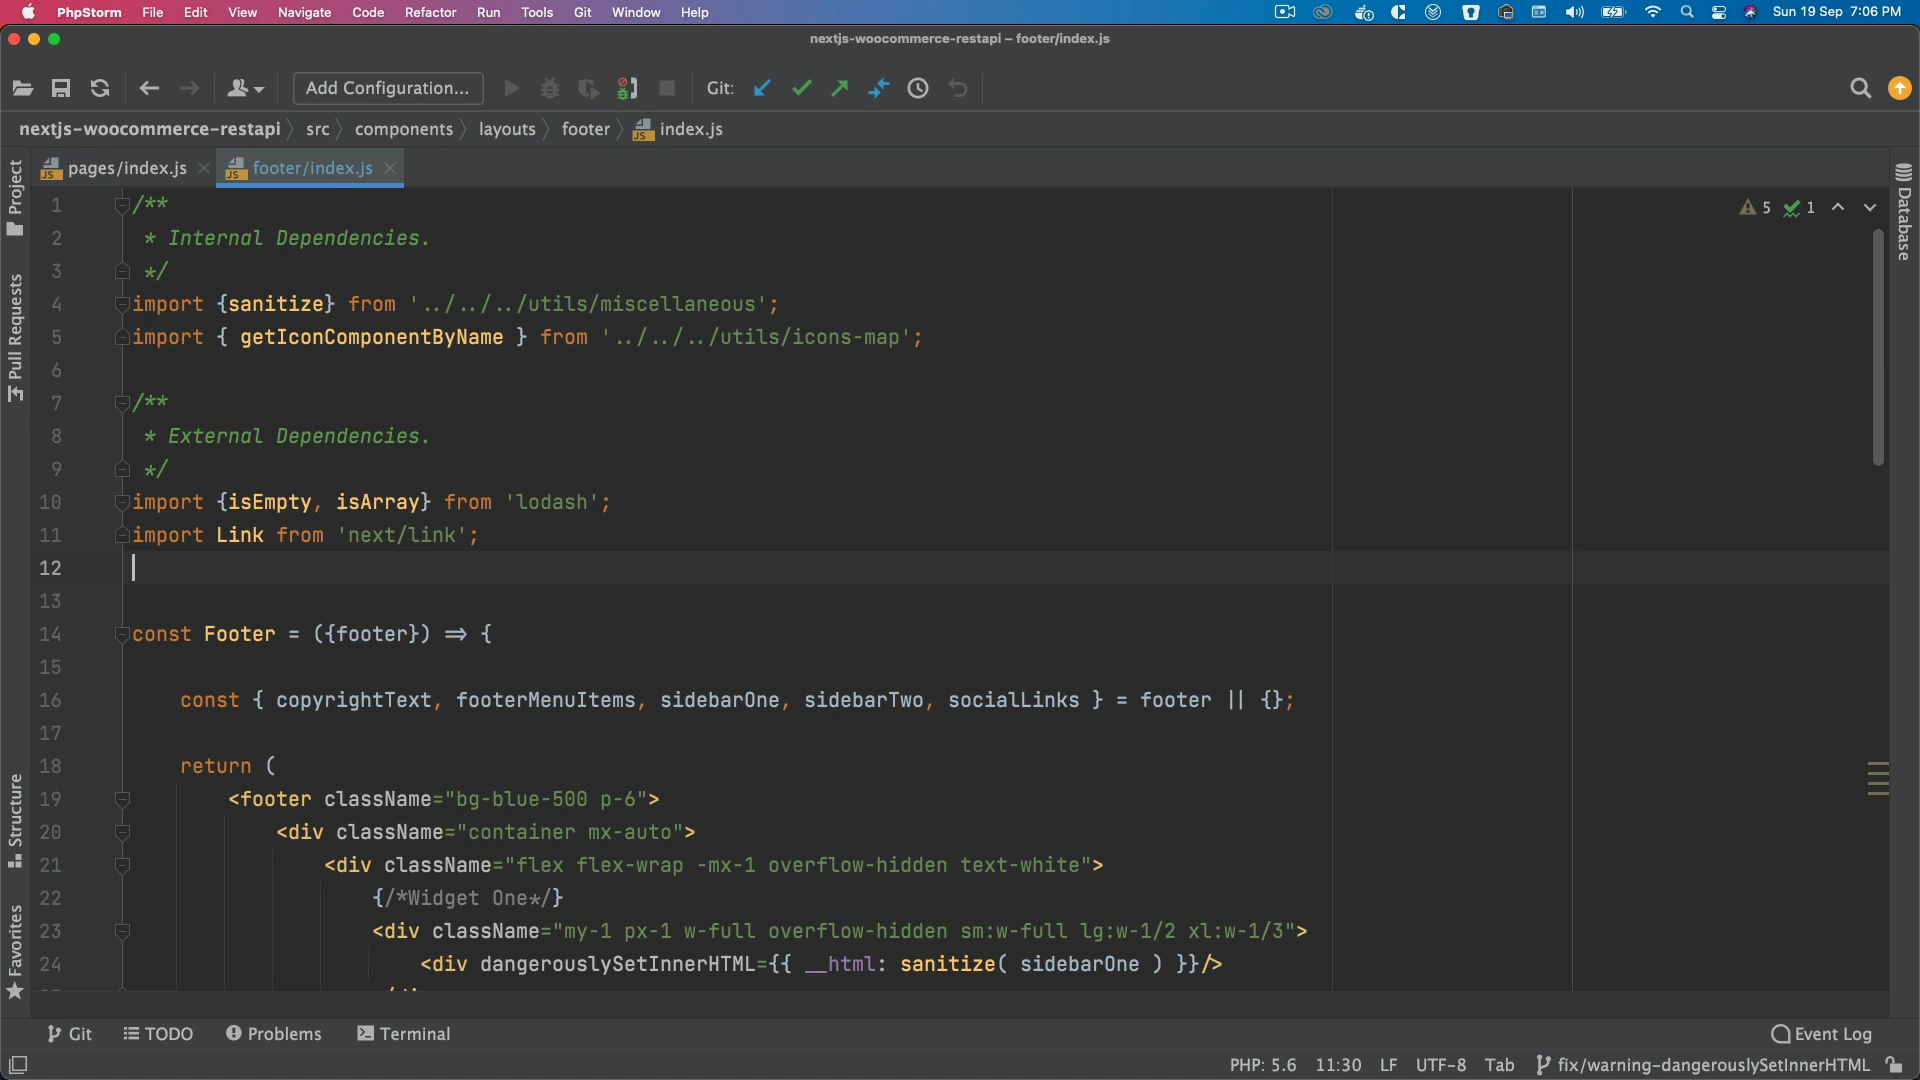 PhpStorm File Edit View Navigate Code Refactor Run Tools Git Window Help Sun 19 Sep 7:06 PM
nextjs-woocommerce-restapi – footer/index.js
Add Configuration... Git:
nextjs-woocommerce-restapi src components layouts footer index.js
pages/index.js footer/index.js
Project
Pull Requests
Structure
Favorites
Database
5 1
1 /**
2 * Internal Dependencies.
3 */
4 import {sanitize} from '../../../utils/miscellaneous';
5 import { getIconComponentByName } from '../../../utils/icons-map';
6
7 /**
8 * External Dependencies.
9 */
10 import {isEmpty, isArray} from 'lodash';
11 import Link from 'next/link';
12
13
14 const Footer = ({footer}) => {
15
16 const { copyrightText, footerMenuItems, sidebarOne, sidebarTwo, socialLinks } = footer || {};
17
18 return (
19 <footer className="bg-blue-500 p-6">
20 <div className="container mx-auto">
21 <div className="flex flex-wrap -mx-1 overflow-hidden text-white">
22 {/*Widget One*/}
23 <div className="my-1 px-1 w-full overflow-hidden sm:w-full lg:w-1/2 xl:w-1/3">
24 <div dangerouslySetInnerHTML={{ __html: sanitize( sidebarOne ) }}/>
Git TODO Problems Terminal Event Log
PHP: 5.6 11:30 LF UTF-8 Tab fix/warning-dangerouslySetInnerHTML